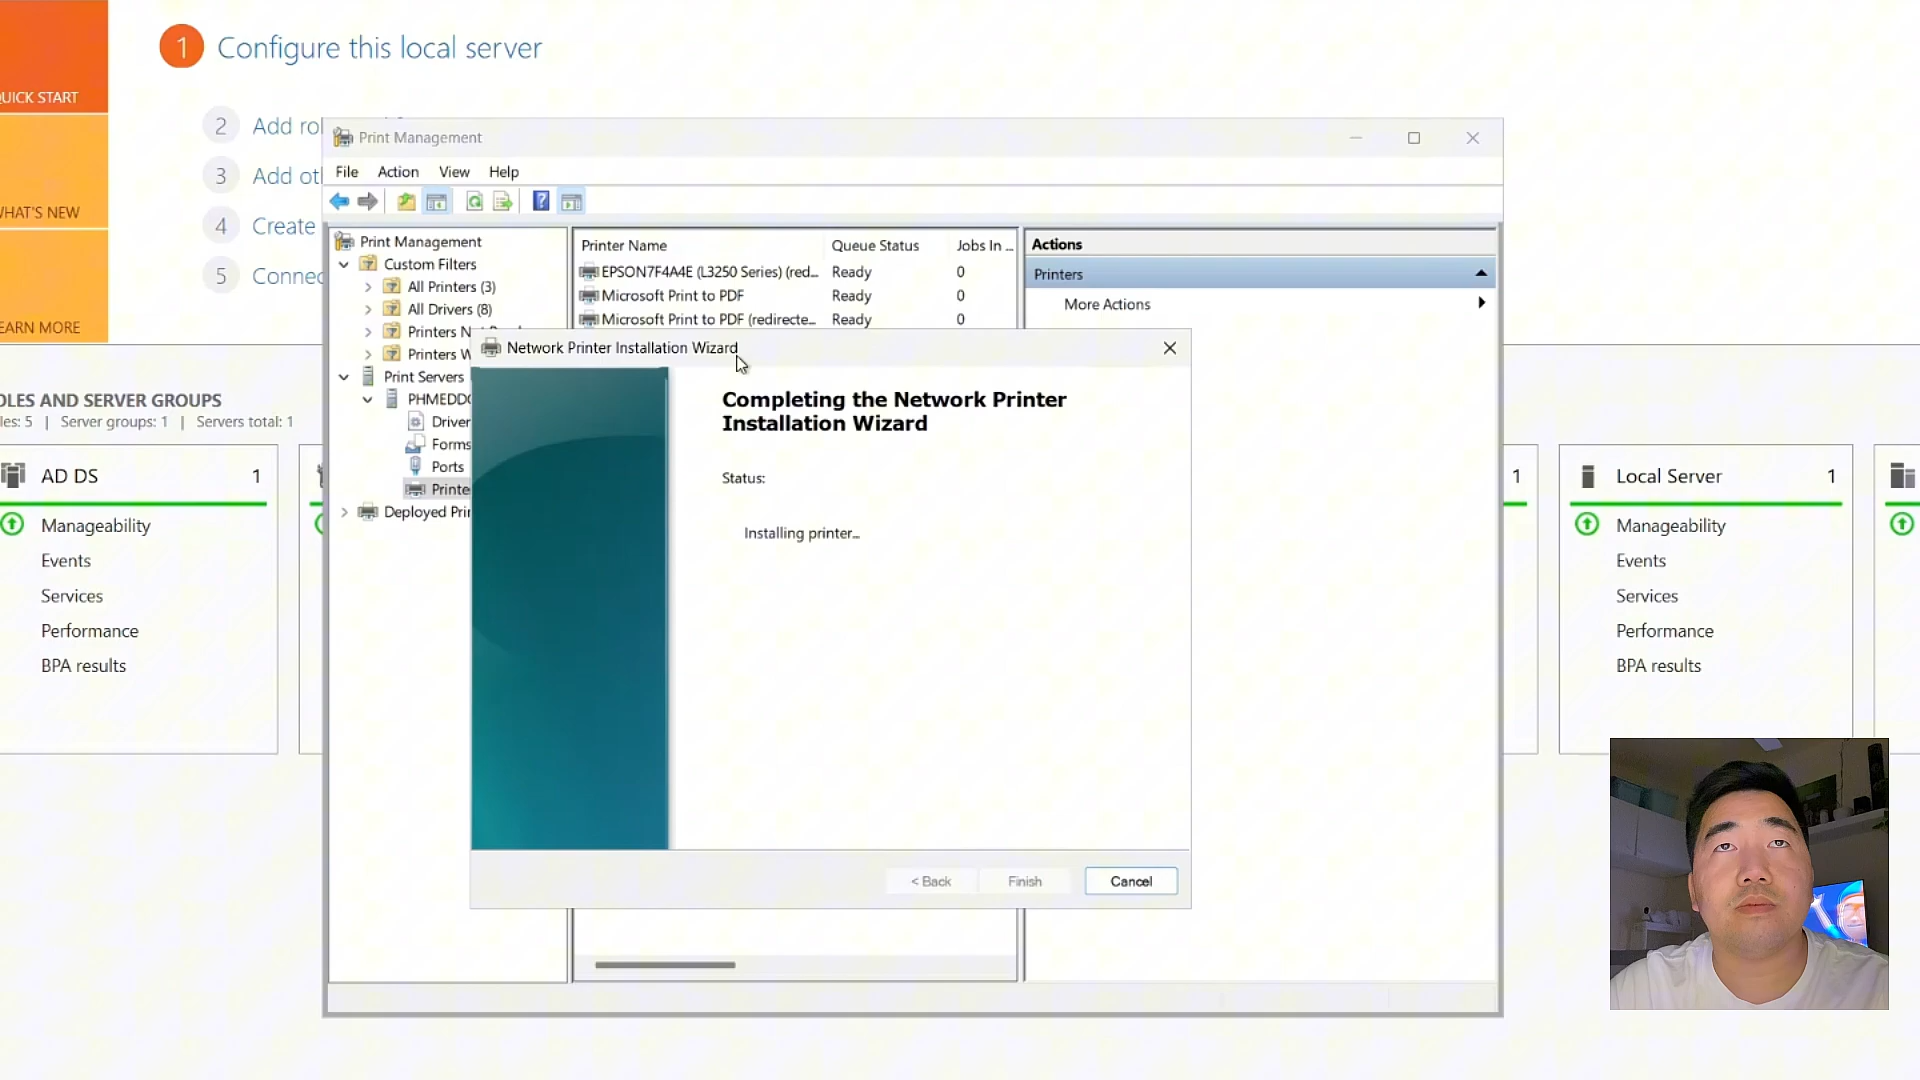 1 Configure this local server
QUICK START
2 Add ro
3 Add ot
4 Create
5 Connec
WHAT'S NEW
LEARN MORE
Print Management
File Action View Help
Print Management
Custom Filters
All Printers (3)
All Drivers (8)
Printers N
Printers W
Print Servers
PHMEDD
Driver
Forms
Ports
Printe
Deployed Pri
Printer Name Queue Status Jobs In ...
EPSON7F4A4E (L3250 Series) (red... Ready 0
Microsoft Print to PDF Ready 0
Microsoft Print to PDF (redirecte... Ready 0
Actions
Printers
More Actions
Network Printer Installation Wizard
Completing the Network Printer
Installation Wizard
Status:
Installing printer...
< Back Finish Cancel
OLES AND SERVER GROUPS
les: 5 | Server groups: 1 | Servers total: 1
AD DS 1
Manageability
Events
Services
Performance
BPA results
1
Local Server 1
Manageability
Events
Services
Performance
BPA results